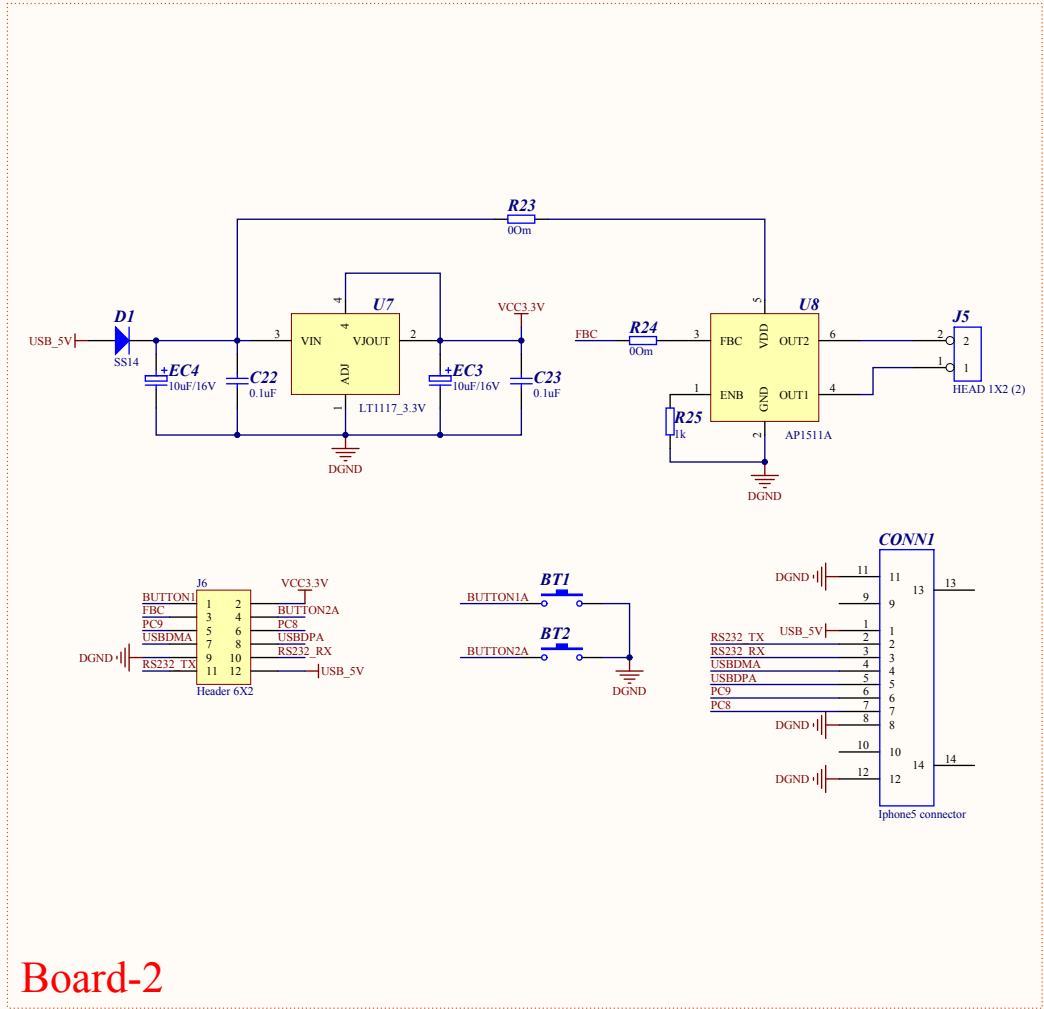 R23
0Om
D1
USB_5V
SS14
EC4
+
10uF/16V
C22
0.1uF
U7
4
4
3
VIN
VJOUT
2
ADJ
1
LT1117_3.3V
DGND
VCC3.3V
EC3
+
10uF/16V
C23
0.1uF
FBC
R24
0Om
U8
5
VDD
3
FBC
OUT2
6
1
ENB
OUT1
4
GND
2
AP1511A
R25
1k
DGND
J5
2
2
1
1
HEAD 1X2 (2)
J6
VCC3.3V
BUTTON1
1
2
FBC
3
4
BUTTON2A
PC9
5
6
PC8
USBDMA
7
8
USBDPA
DGND
9
10
RS232_RX
RS232_TX
11
12
USB_5V
Header 6X2
BT1
BUTTON1A
BT2
BUTTON2A
DGND
CONN1
DGND
11
11
13
13
9
9
USB_5V
1
1
RS232_TX
2
2
RS232_RX
3
3
USBDMA
4
4
USBDPA
5
5
PC9
6
6
PC8
7
7
DGND
8
8
10
10
14
14
DGND
12
12
Iphone5 connector
Board-2